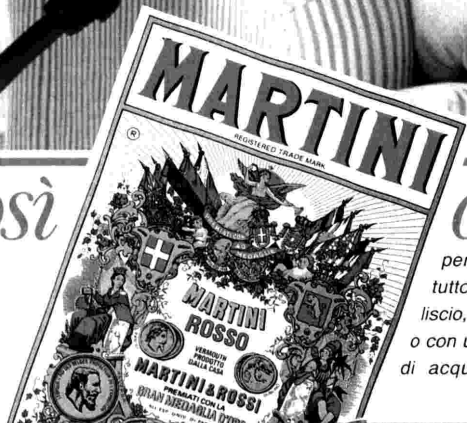 MARTINI
REGISTERED TRADE MARK
®
osì
per
tutto
liscio,
o con u
di acqu
MARTINI
ROSSO
VERMOUTH
PRODOTTO
DALLA CASA
MARTINI & ROSSI
PREMIATI CON LA
GRAN MEDAGLIA D'ORO